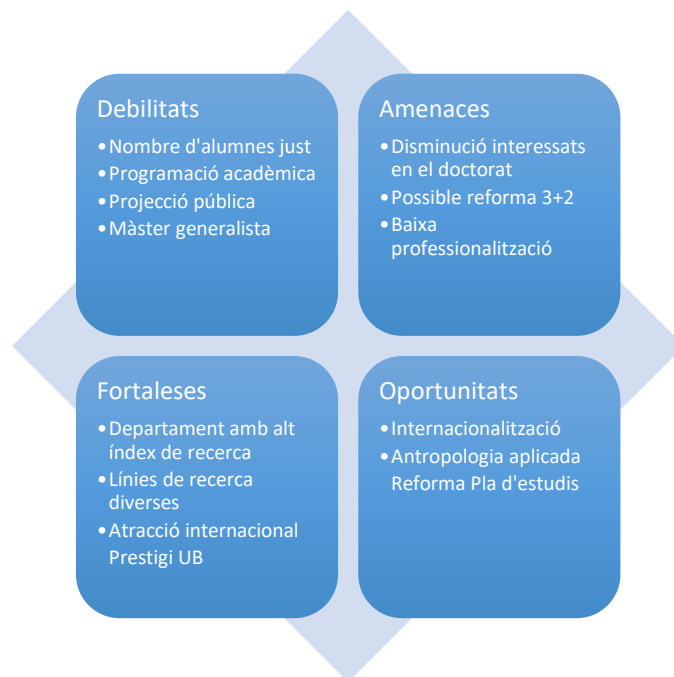 Debilitats
•Nombre d'alumnes just
•Programació acadèmica
•Projecció pública
•Màster generalista
Amenaces
•Disminució interessats
en el doctorat
•Possible reforma 3+2
•Baixa
professionalització
Fortaleses
•Departament amb alt
índex de recerca
•Línies de recerca
diverses
•Atracció internacional
Prestigi UB
Oportunitats
•Internacionalització
•Antropologia aplicada
Reforma Pla d'estudis